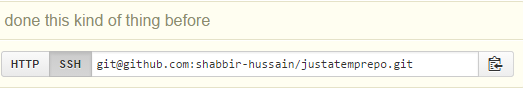 done this kind of thing before
HTTP SSH git@github.com:shabbir-hussain/justatemprepo.git